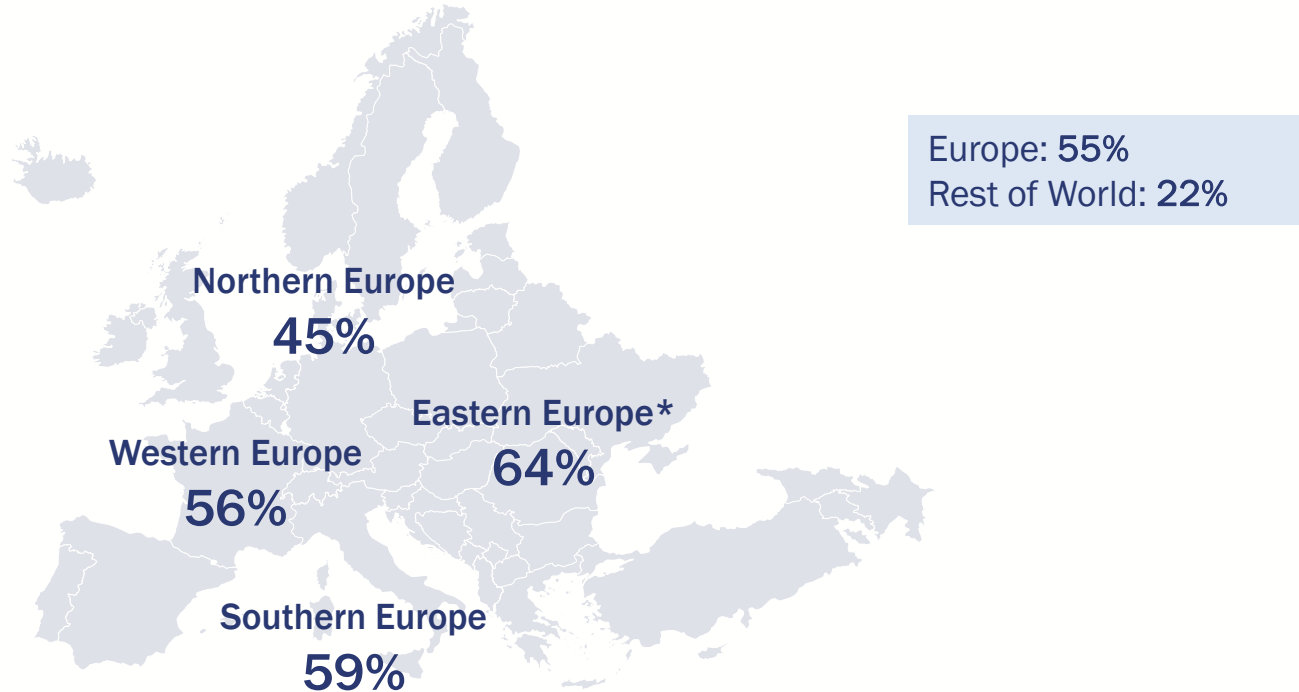 Europe: 55%
Rest of World: 22%
Northern Europe
45%
Eastern Europe*
64%
Western Europe
56%
Southern Europe
59%